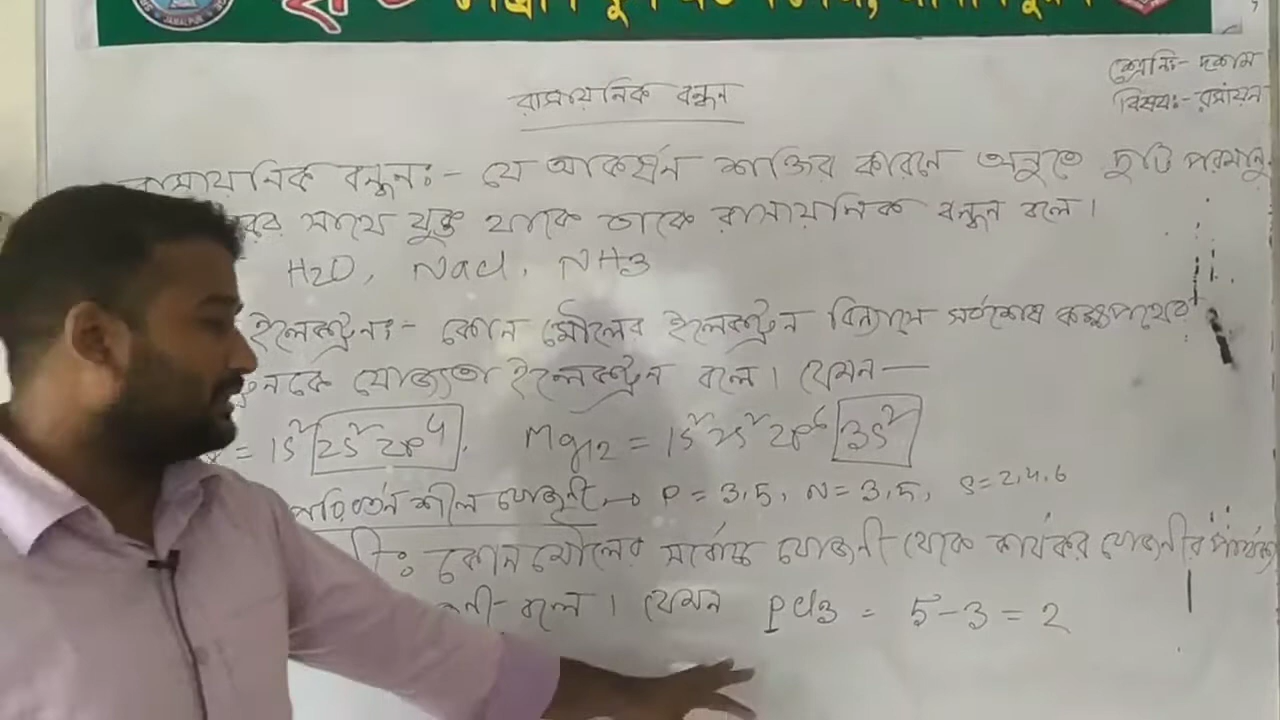 JAMALPUR
শ্রেনিঃ- দশম
বিষয়ঃ- রসায়ন
রাসায়নিক বন্ধন
রাসায়নিক বন্ধনঃ- যে আকর্ষন শক্তির কারনে অনুতে দুটি পরমানু
সাথে যুক্ত থাকে তাকে রাসায়নিক বন্ধন বলে।
H2O, NaCl, NH3
ইলেকট্রনঃ- কোন মৌলের ইলেকট্রন বিন্যাসে সর্বশেষ কক্ষপথের
যোজ্যতা ইলেকট্রন বলে। যেমন—
= 1s² 2s² 2p⁴. Mg12 = 1s² 2s² 2p⁶ 3s²
পরিবর্তনশীল যোজনী → P = 3,5, N = 3,5, S = 2,4,6
কোন মৌলের সর্বোচ্চ যোজনী থেকে কার্যকর যোজনীর পার্থক্য
বলে। যেমন PCl3 = 5-3 = 2